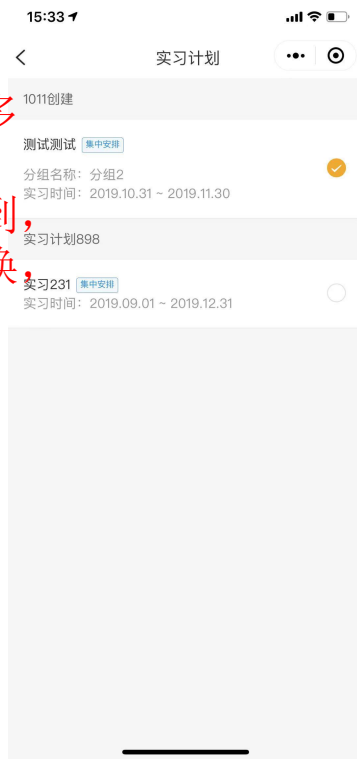 15:33
实习计划
1011创建
多
测试测试 集中安排
分组名称：分组2
实习时间：2019.10.31 ~ 2019.11.30
到，
实习计划898
换，
实习231 集中安排
实习时间：2019.09.01 ~ 2019.12.31